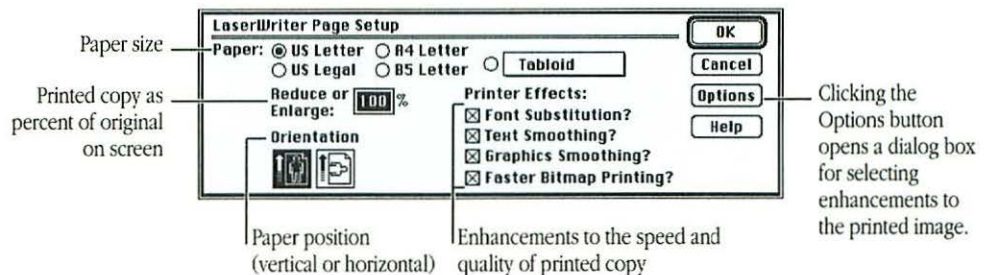 LaserWriter Page Setup
OK
Paper size
Paper: US Letter A4 Letter
US Legal B5 Letter Tabloid
Cancel
Printed copy as
percent of original
on screen
Reduce or
Enlarge: 100 %
Printer Effects:
Font Substitution?
Text Smoothing?
Graphics Smoothing?
Faster Bitmap Printing?
Options
Help
Orientation
Clicking the
Options button
opens a dialog box
for selecting
enhancements to
the printed image.
Paper position
(vertical or horizontal)
Enhancements to the speed and
quality of printed copy